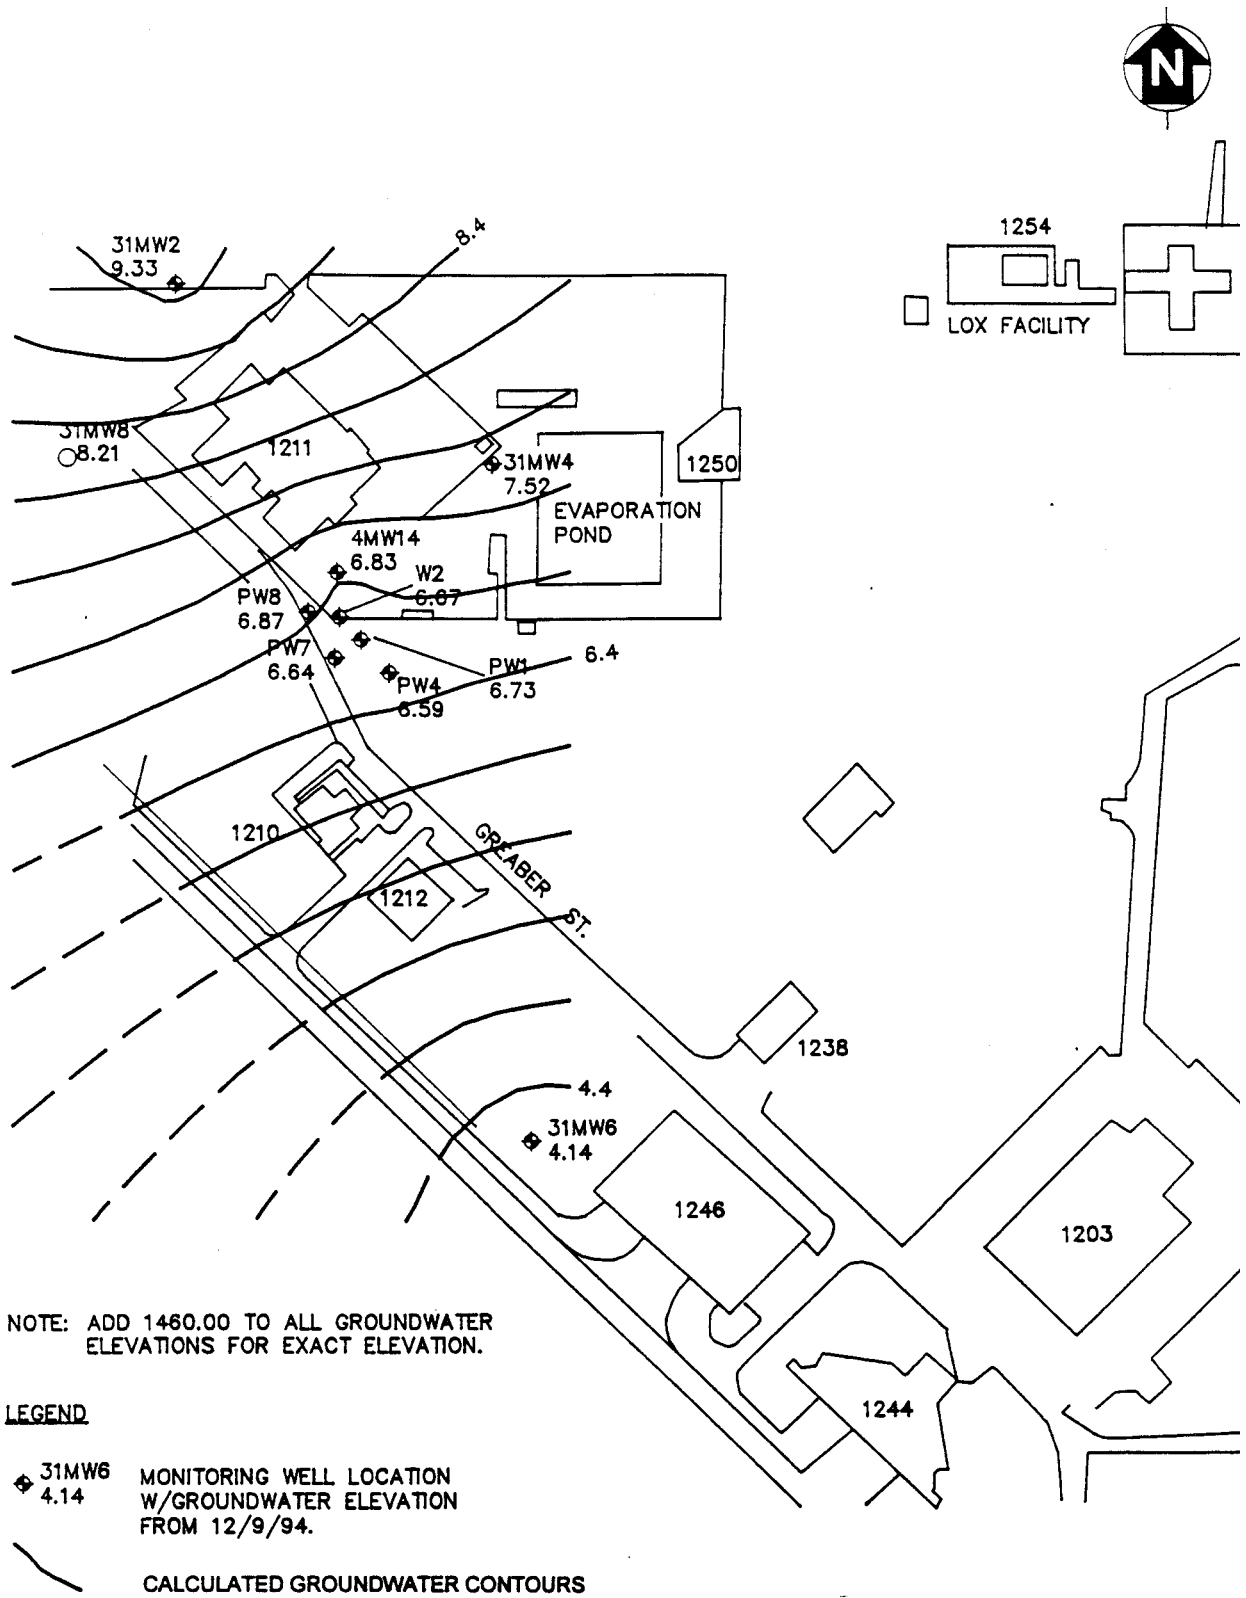 N
1254
LOX FACILITY
8.4
31MW2
9.33
31MW8
8.21
1211
31MW4
7.52
1250
EVAPORATION
POND
4MW14
6.83
W2
6.67
PW8
6.87
PW7
6.64
PW1
6.73
PW4
6.59
6.4
1210
GREABER ST.
1212
1238
4.4
31MW6
4.14
1246
1203
1244
NOTE: ADD 1460.00 TO ALL GROUNDWATER
ELEVATIONS FOR EXACT ELEVATION.
LEGEND
31MW6
4.14
MONITORING WELL LOCATION
W/GROUNDWATER ELEVATION
FROM 12/9/94.
CALCULATED GROUNDWATER CONTOURS